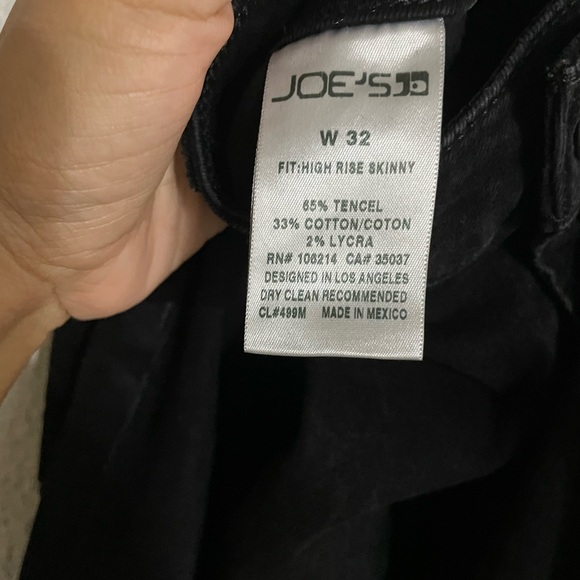 JOE'S
W 32
FIT:HIGH RISE SKINNY
65% TENCEL
33% COTTON/COTON
2% LYCRA
RN# 106214 CA# 35037
DESIGNED IN LOS ANGELES
DRY CLEAN RECOMMENDED
CL#499M MADE IN MEXICO